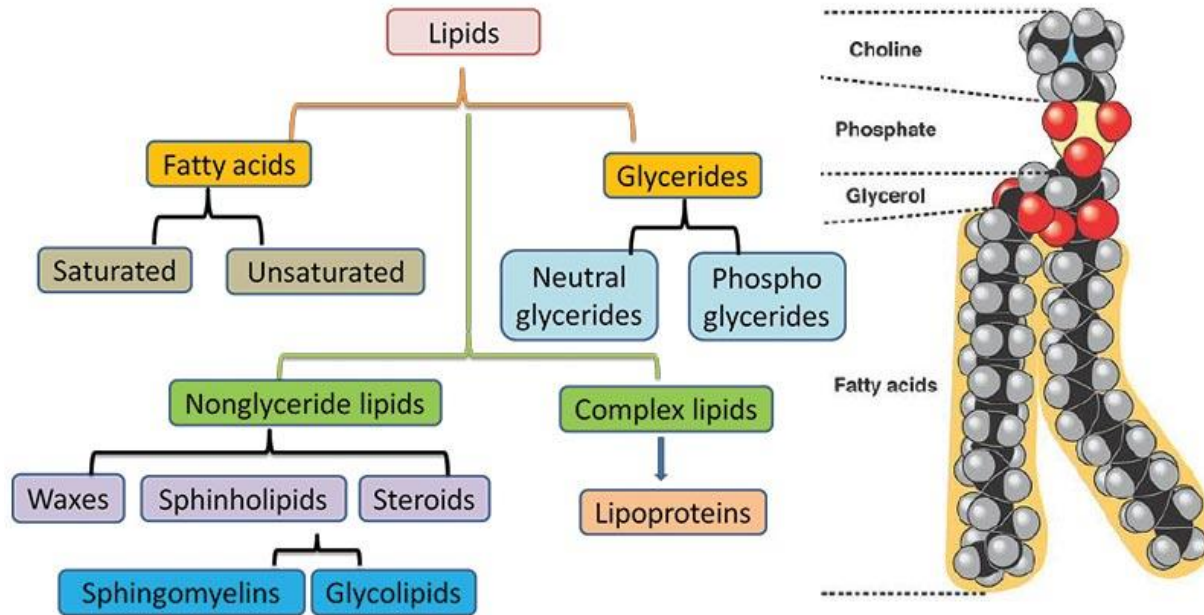 Lipids
Fatty acids
Glycerides
Saturated
Unsaturated
Neutral
glycerides
Phospho
glycerides
Nonglyceride lipids
Complex lipids
Waxes
Sphinholipids
Steroids
Lipoproteins
Sphingomyelins
Glycolipids
Choline
Phosphate
Glycerol
Fatty acids